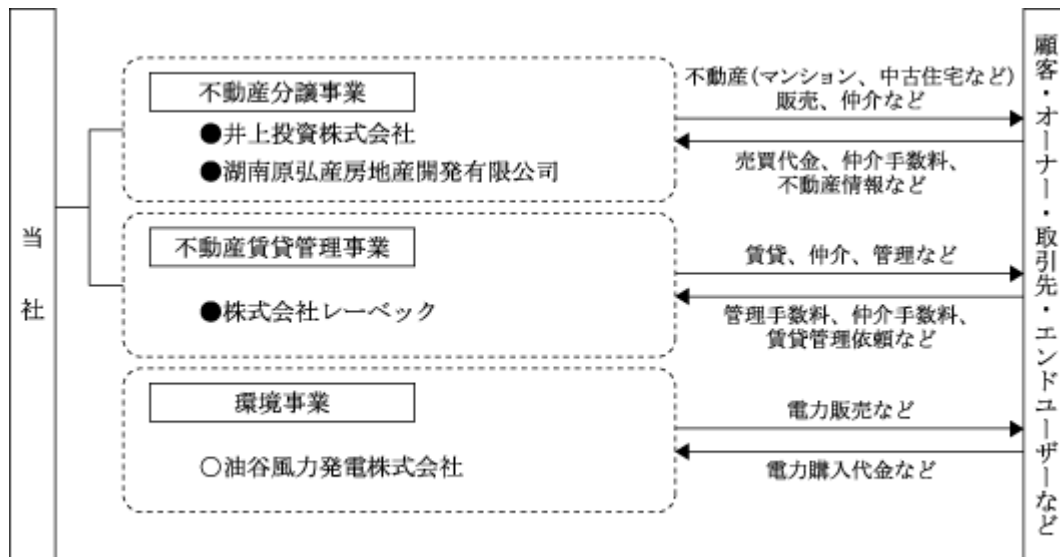 当社
不動産分譲事業
●井上投資株式会社
●湖南原弘産房地産開発有限公司
不動産(マンション、中古住宅など)
販売、仲介など
売買代金、仲介手数料、
不動産情報など
不動産賃貸管理事業
●株式会社レーベック
賃貸、仲介、管理など
管理手数料、仲介手数料、
賃貸管理依頼など
環境事業
○油谷風力発電株式会社
電力販売など
電力購入代金など
顧客・オーナー・取引先・エンドユーザーなど